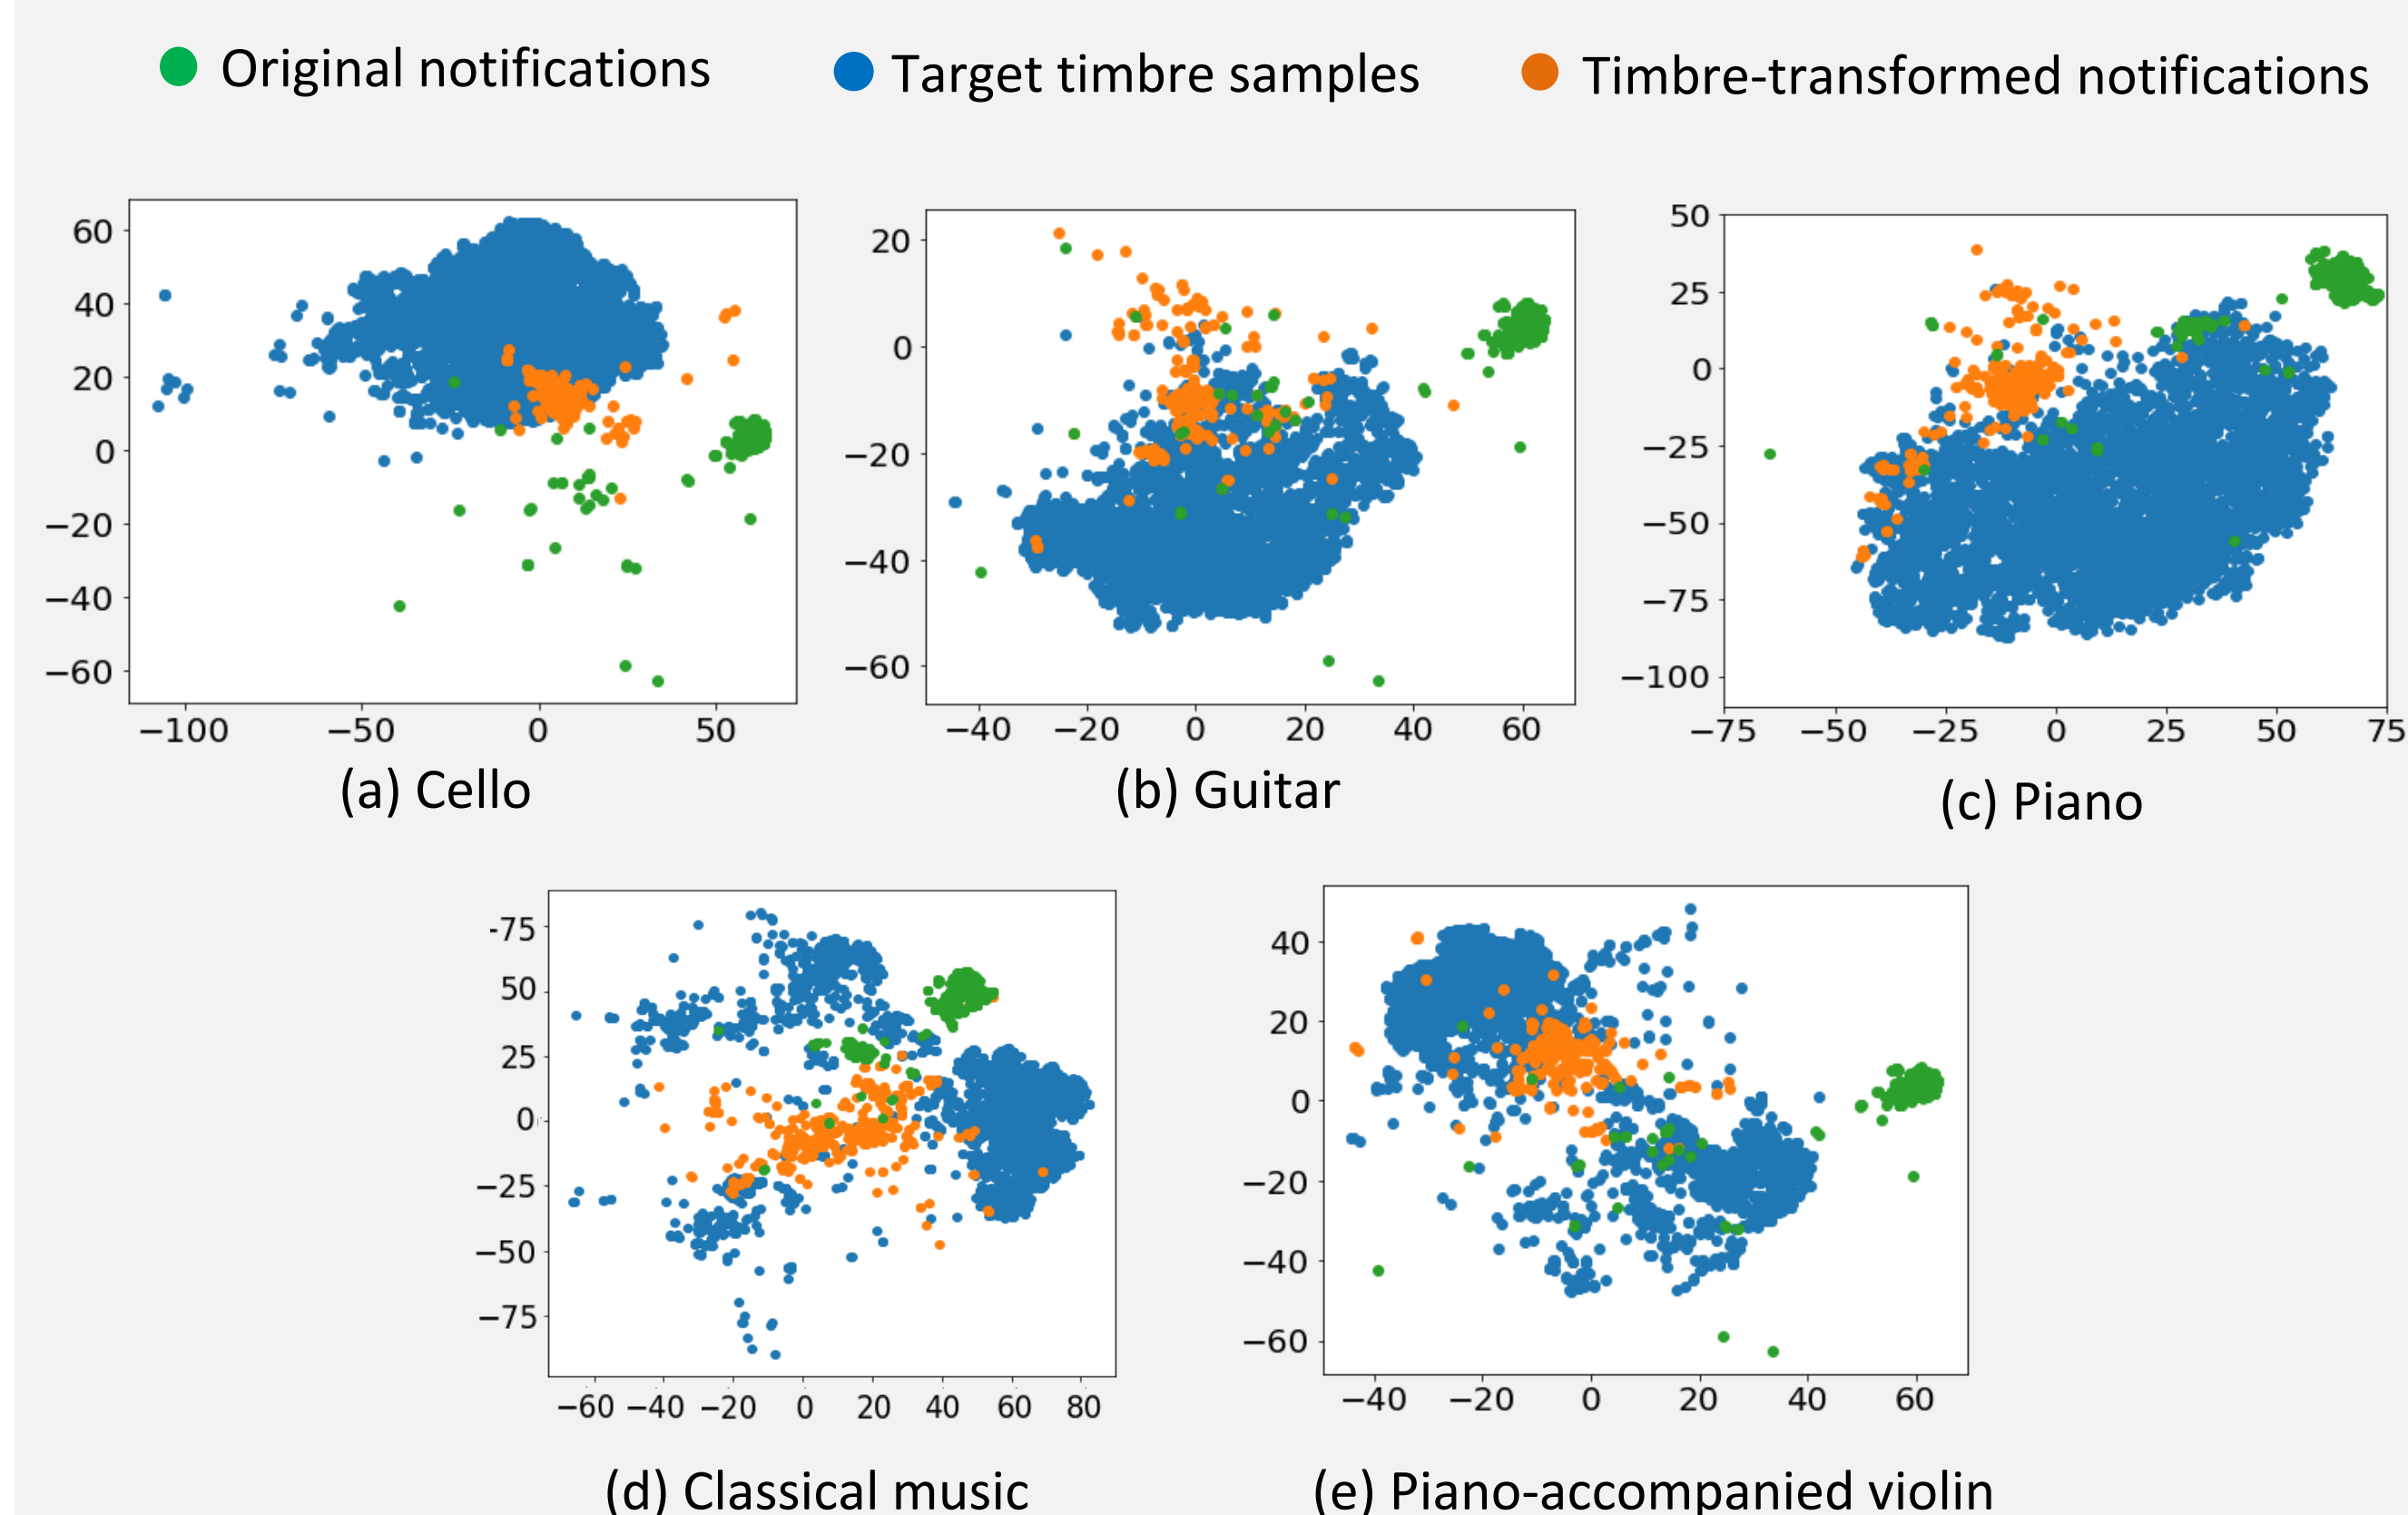 Original notifications
Target timbre samples
Timbre-transformed notifications
60
40
20
0
−20
−40
−60
−100 −50 0 50
(a) Cello
20
0
−20
−40
−60
−40 −20 0 20 40 60
(b) Guitar
50
25
0
−25
−50
−75
−100
−75 −50 −25 0 25 50 75
(c) Piano
-75
50
25
0
−25
−50
−75
−60 −40 −20 0 20 40 60 80
(d) Classical music
40
20
0
−20
−40
−60
−40 −20 0 20 40 60
(e) Piano-accompanied violin